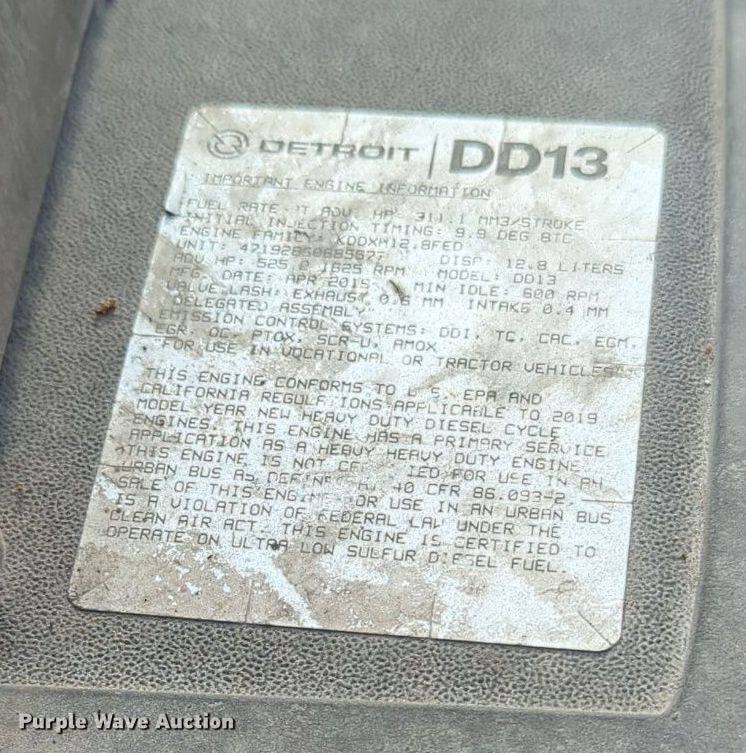 DETROIT | DD13
IMPORTANT ENGINE INFORMATION
FUEL RATE AT ADV HP: 311.1 MM3/STROKE
INITIAL INJECTION TIMING: 9.9 DEG BTC
ENGINE FAMILY: KDDXH12.8FED
UNIT: DISP: 12.8 LITERS
ADV HP: 525 @ 1625 RPM MODEL: DD13
MFG. DATE: APR 2019 MIN IDLE: 600 RPM
VALVE LASH: EXHAUST 0.6 MM INTAKE 0.4 MM
DELEGATED ASSEMBLY
EMISSION CONTROL SYSTEMS: DDI, TC, CAC, ECM,
EGR, OC, PTOX, SCR-U, AMOX
*FOR USE IN VOCATIONAL OR TRACTOR VEHICLES*
THIS ENGINE CONFORMS TO U.S. EPA AND
CALIFORNIA REGULATIONS APPLICABLE TO 2019
MODEL YEAR NEW HEAVY DUTY DIESEL CYCLE
ENGINES. THIS ENGINE HAS A PRIMARY SERVICE
APPLICATION AS A HEAVY HEAVY DUTY ENGINE.
THIS ENGINE IS NOT CERTIFIED FOR USE IN AN
URBAN BUS AS DEFINED BY 40 CFR 86.093-2
SALE OF THIS ENGINE FOR USE IN AN URBAN BUS
IS A VIOLATION OF FEDERAL LAW UNDER THE
CLEAN AIR ACT. THIS ENGINE IS CERTIFIED TO
OPERATE ON ULTRA LOW SULFUR DIESEL FUEL.
Purple Wave Auction